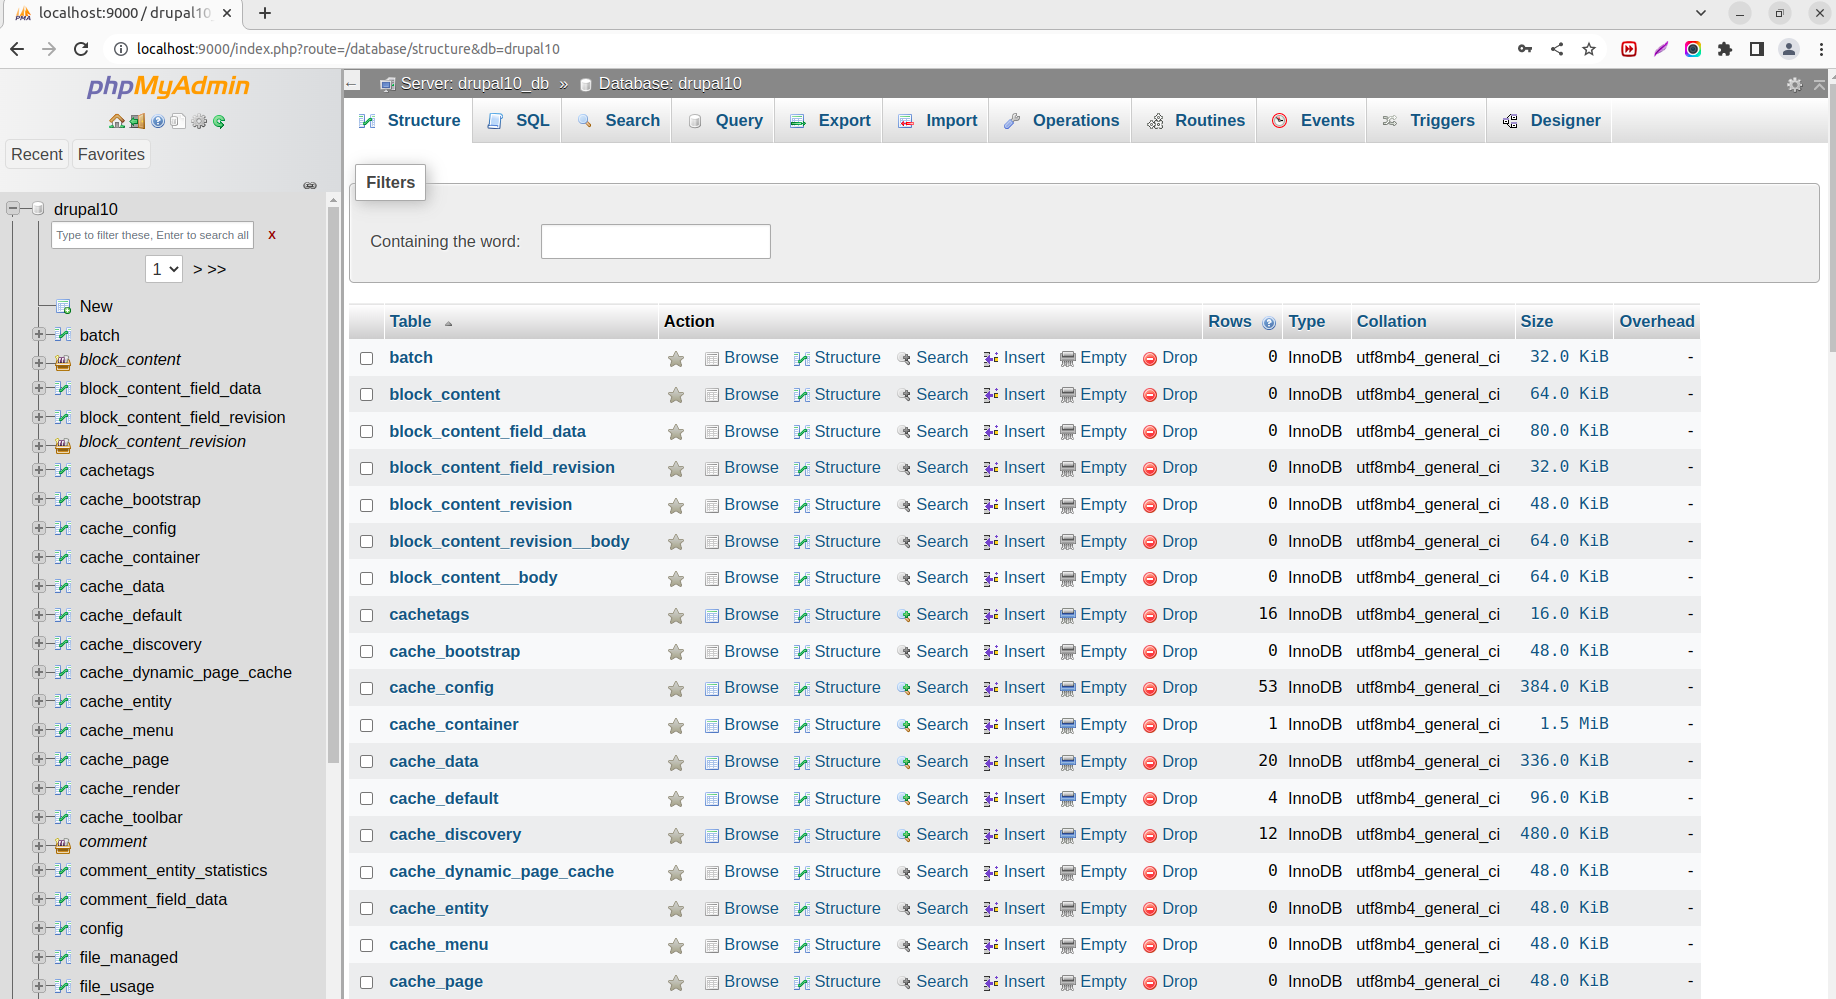 localhost:9000 / drupal10
localhost:9000/index.php?route=/database/structure&db=drupal10
phpMyAdmin
Recent Favorites
drupal10
Type to filter these, Enter to search all X
1 > >>
New
batch
block_content
block_content_field_data
block_content_field_revision
block_content_revision
cachetags
cache_bootstrap
cache_config
cache_container
cache_data
cache_default
cache_discovery
cache_dynamic_page_cache
cache_entity
cache_menu
cache_page
cache_render
cache_toolbar
comment
comment_entity_statistics
comment_field_data
config
file_managed
file_usage
Server: drupal10_db » Database: drupal10
Structure SQL Search Query Export Import Operations Routines Events Triggers Designer
Filters
Containing the word:
Table Action Rows Type Collation Size Overhead
batch Browse Structure Search Insert Empty Drop 0 InnoDB utf8mb4_general_ci 32.0 KiB -
block_content Browse Structure Search Insert Empty Drop 0 InnoDB utf8mb4_general_ci 64.0 KiB -
block_content_field_data Browse Structure Search Insert Empty Drop 0 InnoDB utf8mb4_general_ci 80.0 KiB -
block_content_field_revision Browse Structure Search Insert Empty Drop 0 InnoDB utf8mb4_general_ci 32.0 KiB -
block_content_revision Browse Structure Search Insert Empty Drop 0 InnoDB utf8mb4_general_ci 48.0 KiB -
block_content_revision__body Browse Structure Search Insert Empty Drop 0 InnoDB utf8mb4_general_ci 64.0 KiB -
block_content__body Browse Structure Search Insert Empty Drop 0 InnoDB utf8mb4_general_ci 64.0 KiB -
cachetags Browse Structure Search Insert Empty Drop 16 InnoDB utf8mb4_general_ci 16.0 KiB -
cache_bootstrap Browse Structure Search Insert Empty Drop 0 InnoDB utf8mb4_general_ci 48.0 KiB -
cache_config Browse Structure Search Insert Empty Drop 53 InnoDB utf8mb4_general_ci 384.0 KiB -
cache_container Browse Structure Search Insert Empty Drop 1 InnoDB utf8mb4_general_ci 1.5 MiB -
cache_data Browse Structure Search Insert Empty Drop 20 InnoDB utf8mb4_general_ci 336.0 KiB -
cache_default Browse Structure Search Insert Empty Drop 4 InnoDB utf8mb4_general_ci 96.0 KiB -
cache_discovery Browse Structure Search Insert Empty Drop 12 InnoDB utf8mb4_general_ci 480.0 KiB -
cache_dynamic_page_cache Browse Structure Search Insert Empty Drop 0 InnoDB utf8mb4_general_ci 48.0 KiB -
cache_entity Browse Structure Search Insert Empty Drop 0 InnoDB utf8mb4_general_ci 48.0 KiB -
cache_menu Browse Structure Search Insert Empty Drop 0 InnoDB utf8mb4_general_ci 48.0 KiB -
cache_page Browse Structure Search Insert Empty Drop 0 InnoDB utf8mb4_general_ci 48.0 KiB -